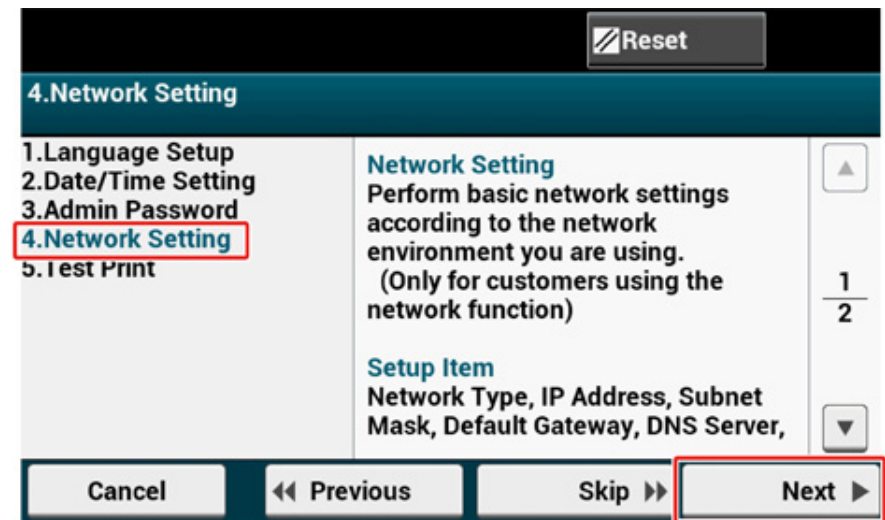 Reset
4.Network Setting
1.Language Setup
2.Date/Time Setting
3.Admin Password
4.Network Setting
5.Test Print
Network Setting
Perform basic network settings
according to the network
environment you are using.
(Only for customers using the
network function)
Setup Item
Network Type, IP Address, Subnet
Mask, Default Gateway, DNS Server,
1
2
Cancel
Previous
Skip
Next